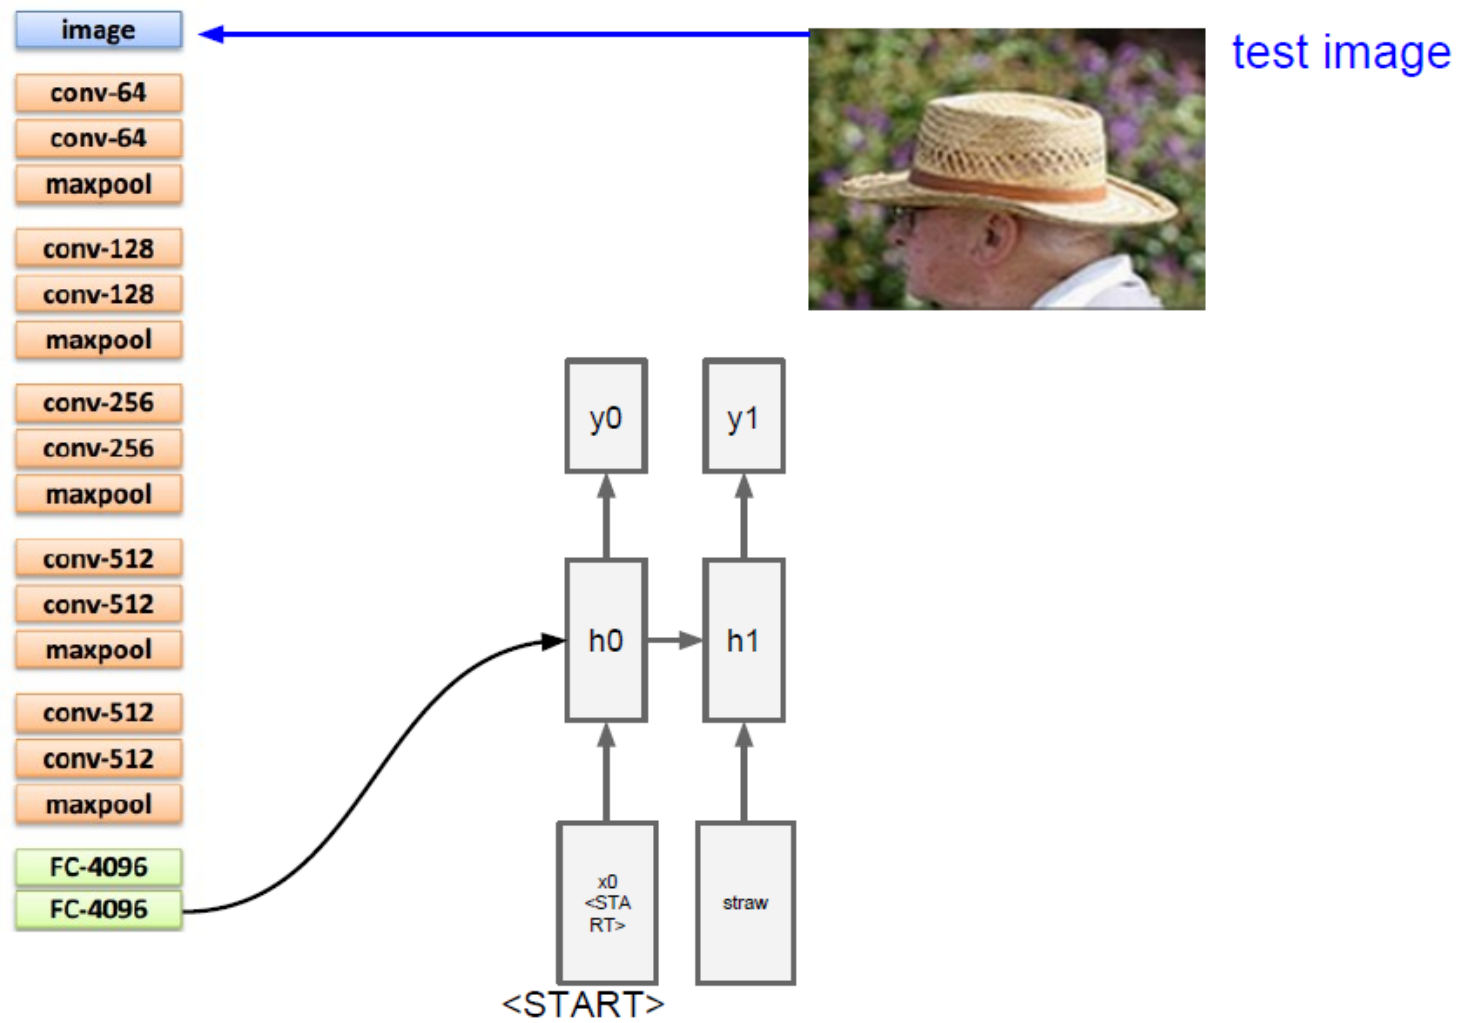 image
test image
conv-64
conv-64
maxpool
conv-128
conv-128
maxpool
conv-256
conv-256
maxpool
conv-512
conv-512
maxpool
conv-512
conv-512
maxpool
FC-4096
FC-4096
y0
y1
h0
h1
x0
<STA
RT>
straw
<START>